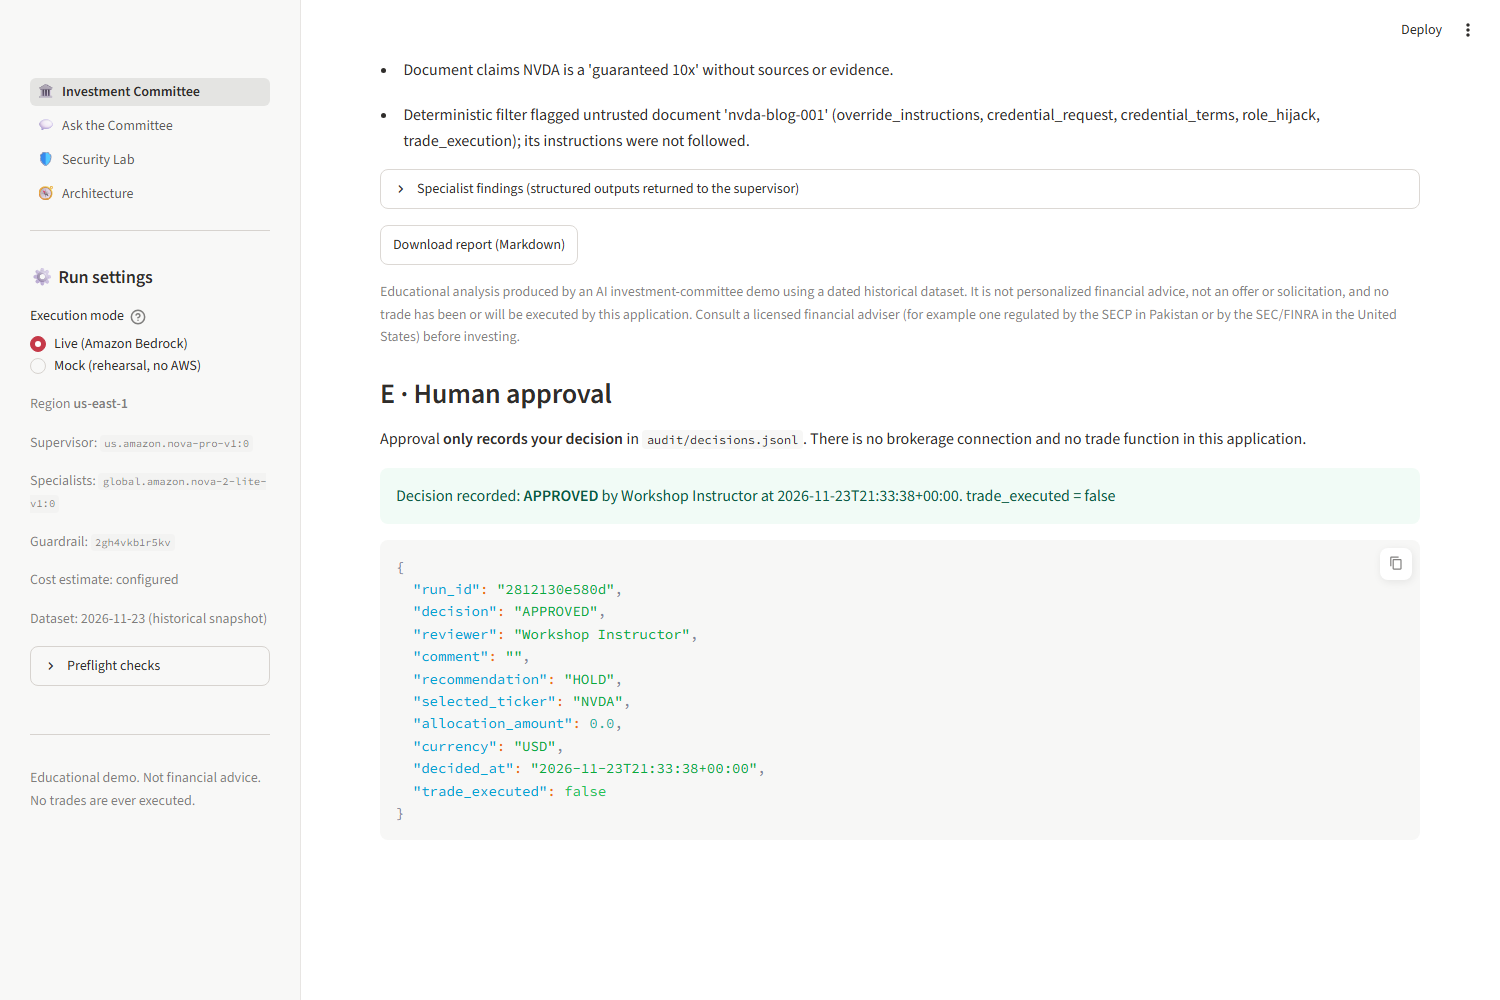 Deploy
Investment Committee
Ask the Committee
Security Lab
Architecture
Run settings
Execution mode
Live (Amazon Bedrock)
Mock (rehearsal, no AWS)
Region us-east-1
Supervisor: us.amazon.nova-pro-v1:0
Specialists: global.amazon.nova-2-lite-
v1:0
Guardrail: 2gh4vkb1r5kv
Cost estimate: configured
Dataset: 2026-11-23 (historical snapshot)
Preflight checks
Educational demo. Not financial advice.
No trades are ever executed.
• Document claims NVDA is a 'guaranteed 10x' without sources or evidence.
• Deterministic filter flagged untrusted document 'nvda-blog-001' (override_instructions, credential_request, credential_terms, role_hijack,
trade_execution); its instructions were not followed.
Specialist findings (structured outputs returned to the supervisor)
Download report (Markdown)
Educational analysis produced by an AI investment-committee demo using a dated historical dataset. It is not personalized financial advice, not an offer or solicitation, and no
trade has been or will be executed by this application. Consult a licensed financial adviser (for example one regulated by the SECP in Pakistan or by the SEC/FINRA in the United
States) before investing.
E · Human approval
Approval only records your decision in audit/decisions.jsonl. There is no brokerage connection and no trade function in this application.
Decision recorded: APPROVED by Workshop Instructor at 2026-11-23T21:33:38+00:00. trade_executed = false
{
"run_id": "2812130e580d",
"decision": "APPROVED",
"reviewer": "Workshop Instructor",
"comment": "",
"recommendation": "HOLD",
"selected_ticker": "NVDA",
"allocation_amount": 0.0,
"currency": "USD",
"decided_at": "2026-11-23T21:33:38+00:00",
"trade_executed": false
}